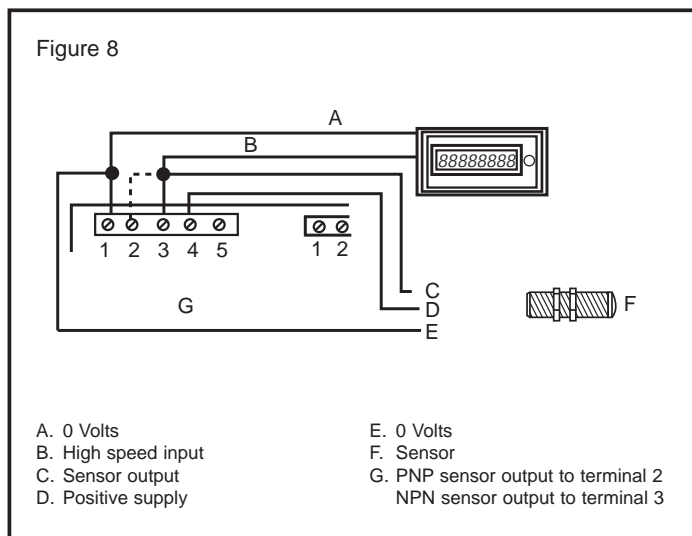 Figure 8
A
B
88888888
1 2 3 4 5
1 2
C
D
E
G
F
A. 0 Volts
B. High speed input
C. Sensor output
D. Positive supply
E. 0 Volts
F. Sensor
G. PNP sensor output to terminal 2
NPN sensor output to terminal 3